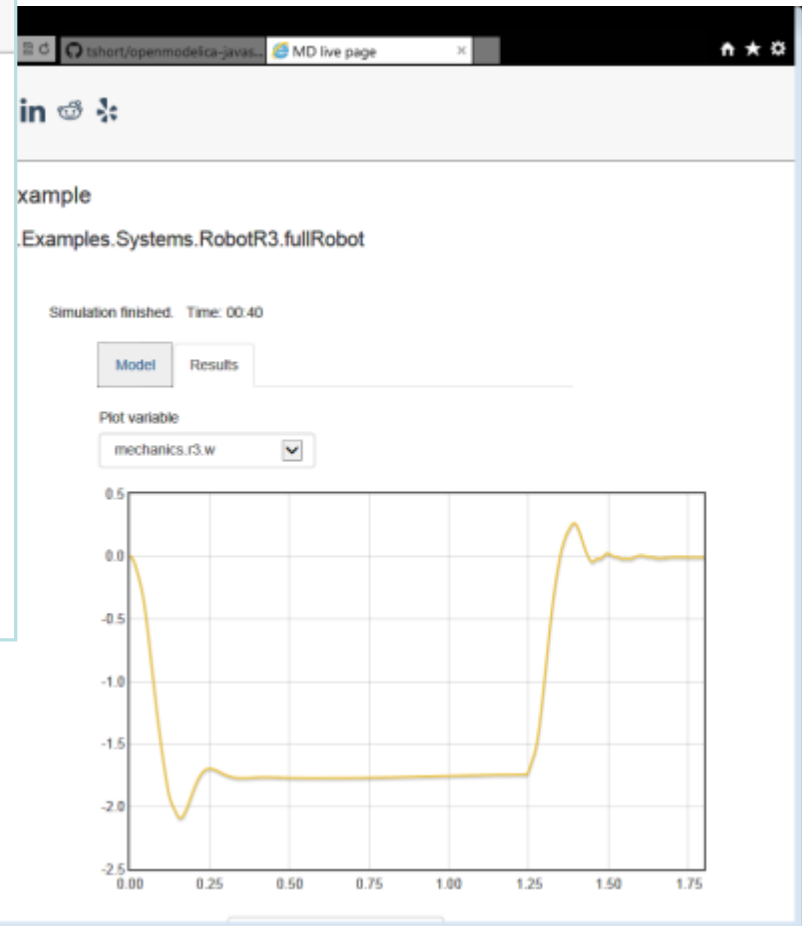 tshort/openmodelica-javas... MD live page ×
in
xample
.Examples.Systems.RobotR3.fullRobot
Simulation finished. Time: 00:40
Model Results
Plot variable
mechanics.r3.w
0.5
0.0
-0.5
-1.0
-1.5
-2.0
-2.5
0.00 0.25 0.50 0.75 1.00 1.25 1.50 1.75